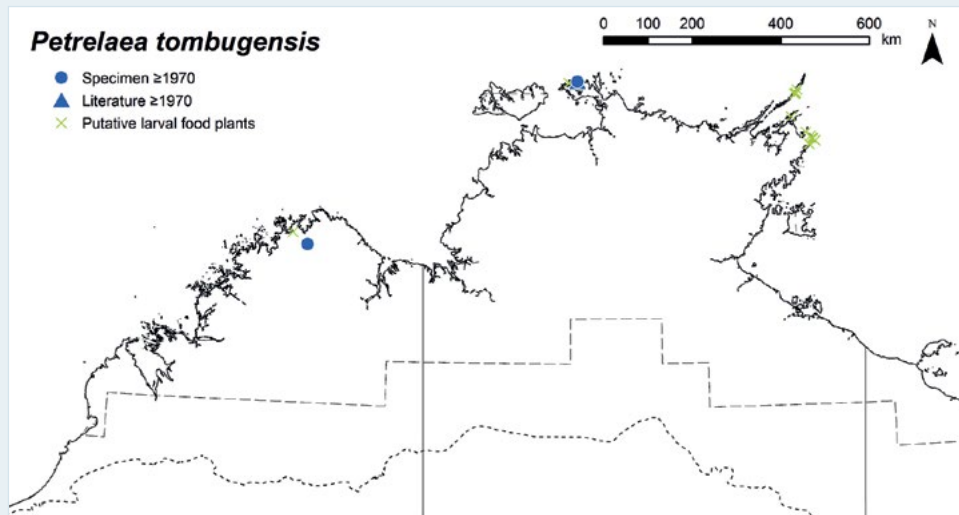 Petrelaea tombugensis
0 100 200 400 600
km
N
Specimen ≥1970
Literature ≥1970
Putative larval food plants